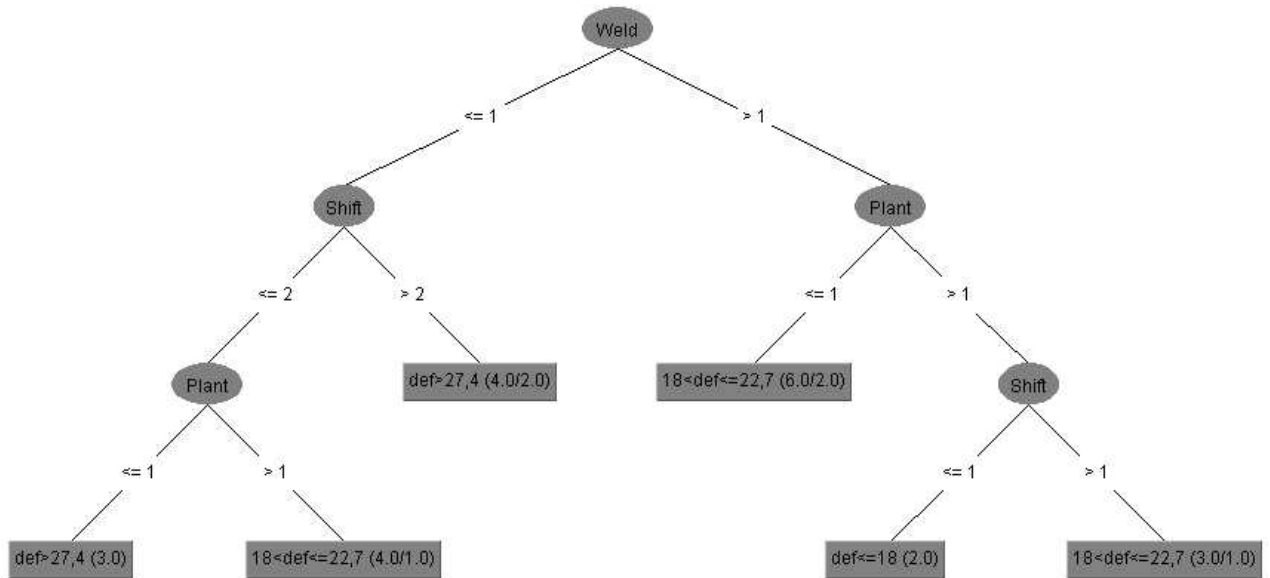 Weld
<= 1
> 1
Shift
Plant
<= 2
> 2
<= 1
> 1
Plant
def>27,4 (4.0/2.0)
18<def<=22,7 (6.0/2.0)
Shift
<= 1
> 1
<= 1
> 1
def>27,4 (3.0)
18<def<=22,7 (4.0/1.0)
def<=18 (2.0)
18<def<=22,7 (3.0/1.0)